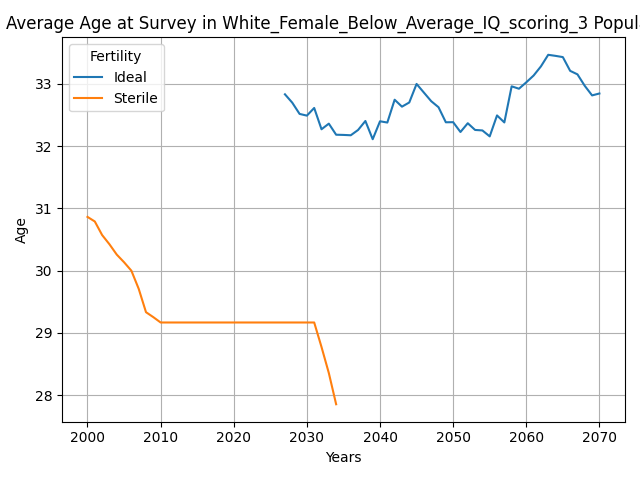 Average Age at Survey in White_Female_Below_Average_IQ_scoring_3 Popul
Fertility
Ideal
Sterile
33
32
31
30
29
28
Age
2000 2010 2020 2030 2040 2050 2060 2070
Years